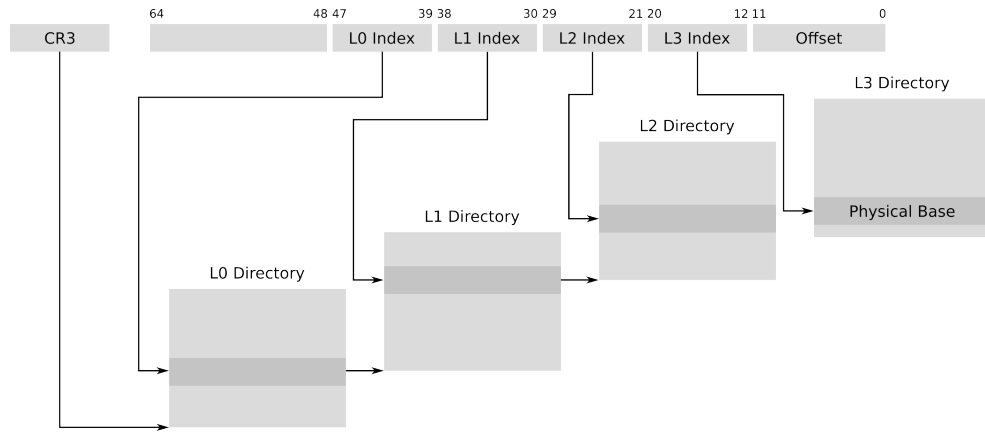 64 48 47 39 38 30 29 21 20 12 11 0
CR3 L0 Index L1 Index L2 Index L3 Index Offset
L3 Directory
L2 Directory
Physical Base
L1 Directory
L0 Directory